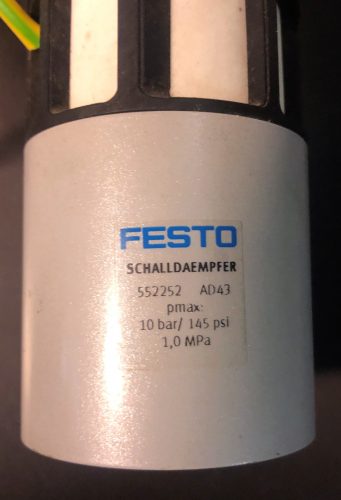 FESTO
SCHALLDAEMPFER
552252 AD43
pmax:
10 bar/ 145 psi
1,0 MPa